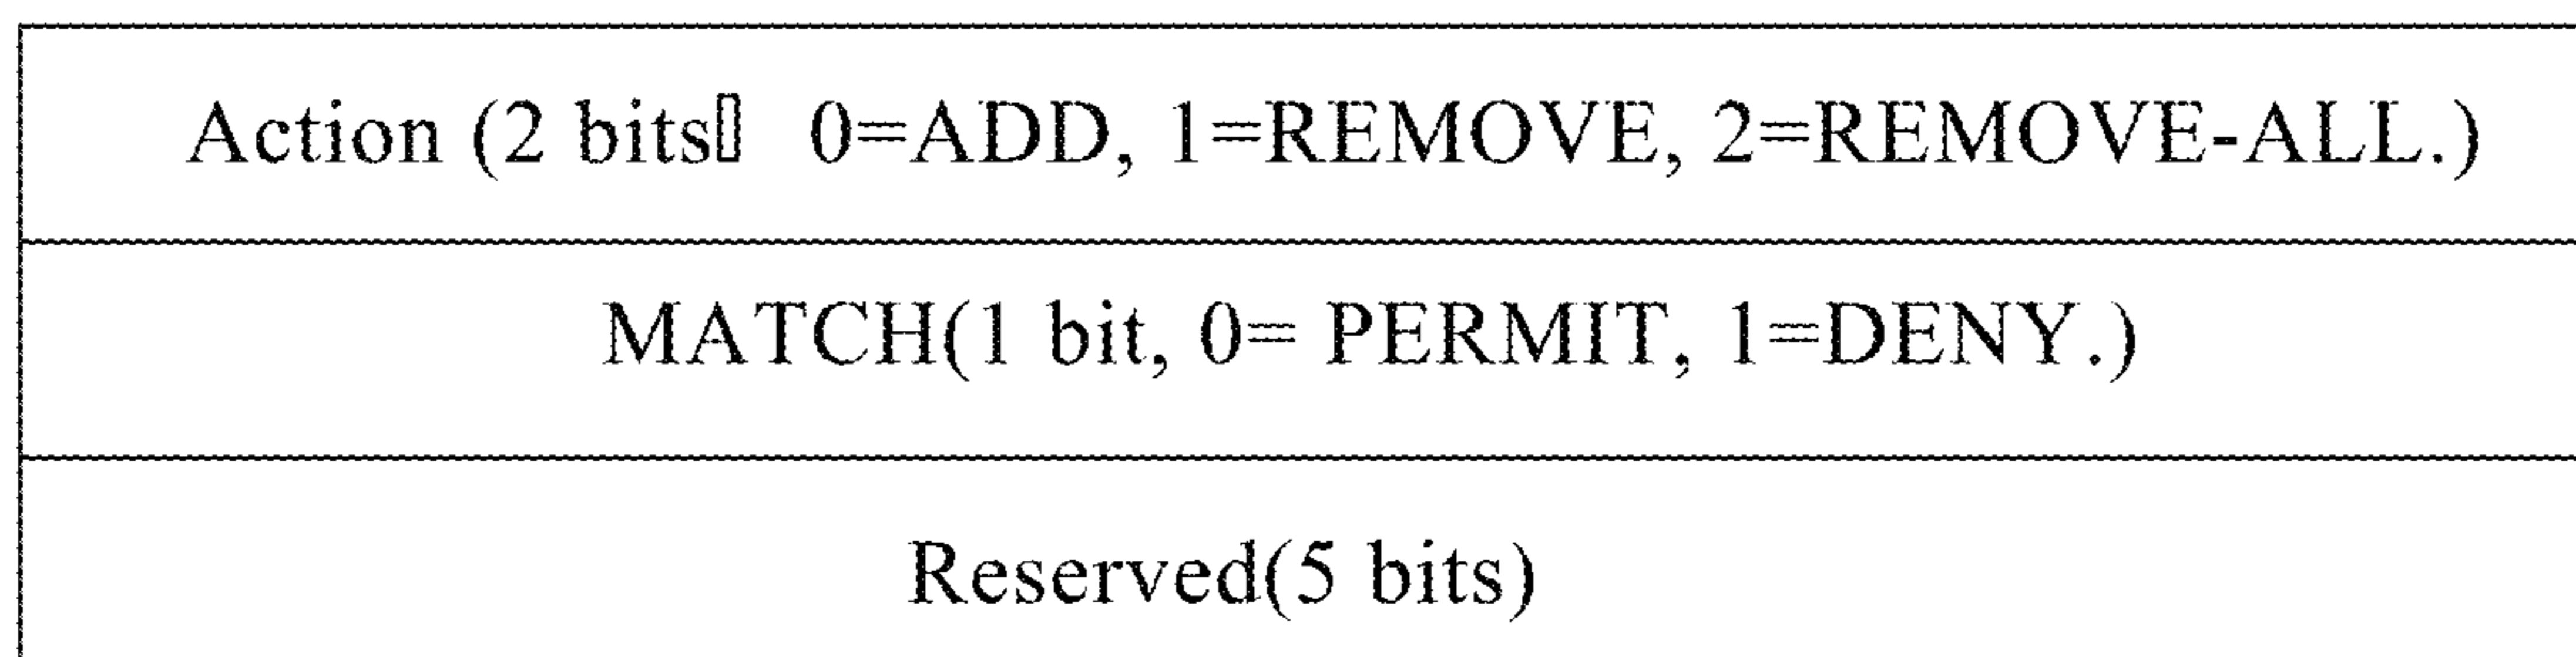 Action (2 bits▯ 0=ADD, 1=REMOVE, 2=REMOVE-ALL.)
MATCH(1 bit, 0= PERMIT, 1=DENY.)
Reserved(5 bits)